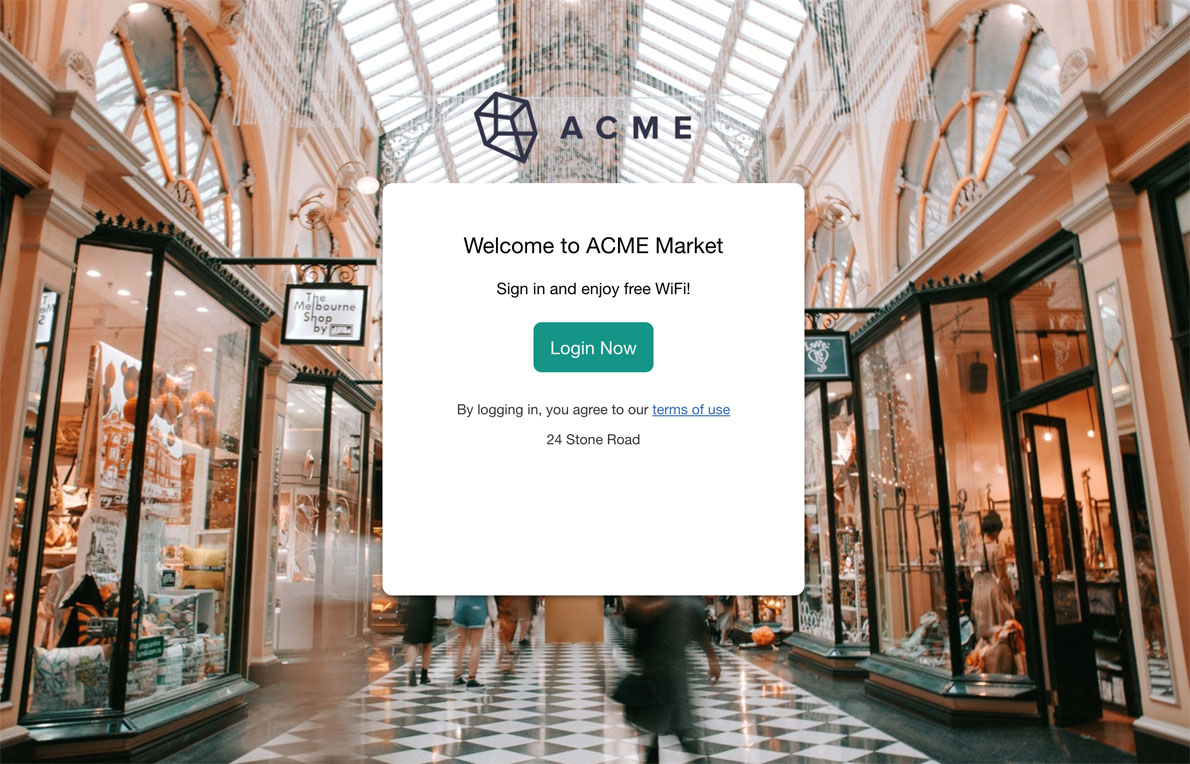 ACME
Welcome to ACME Market
Sign in and enjoy free WiFi!
Login Now
By logging in, you agree to our terms of use
24 Stone Road
The
Melbourne
Shop
by